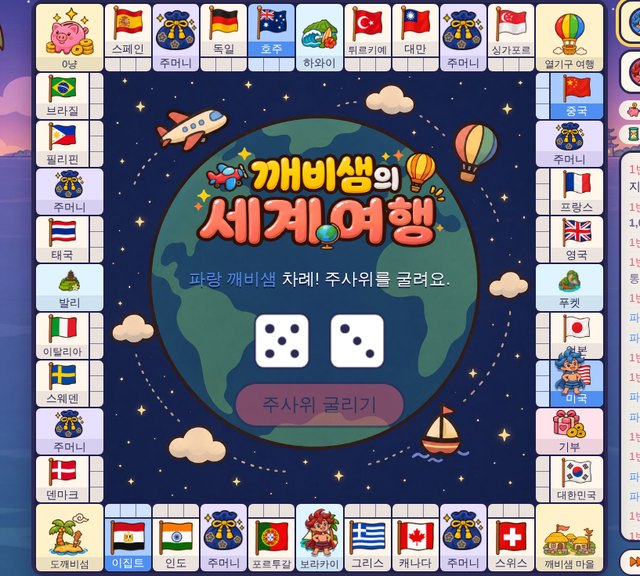 0냥
스페인
주머니
독일
호주
하와이
튀르키예
대만
주머니
싱가포르
열기구 여행
브라질
중국
필리핀
주머니
주머니
프랑스
태국
영국
발리
푸켓
이탈리아
스웨덴
미국
주머니
기부
덴마크
대한민국
깨비샘의
세계여행
파랑 깨비샘 차례! 주사위를 굴려요.
주사위 굴리기
도깨비섬
이집트
인도
주머니
포르투갈
보라카이
그리스
캐나다
주머니
스위스
깨비샘 마을